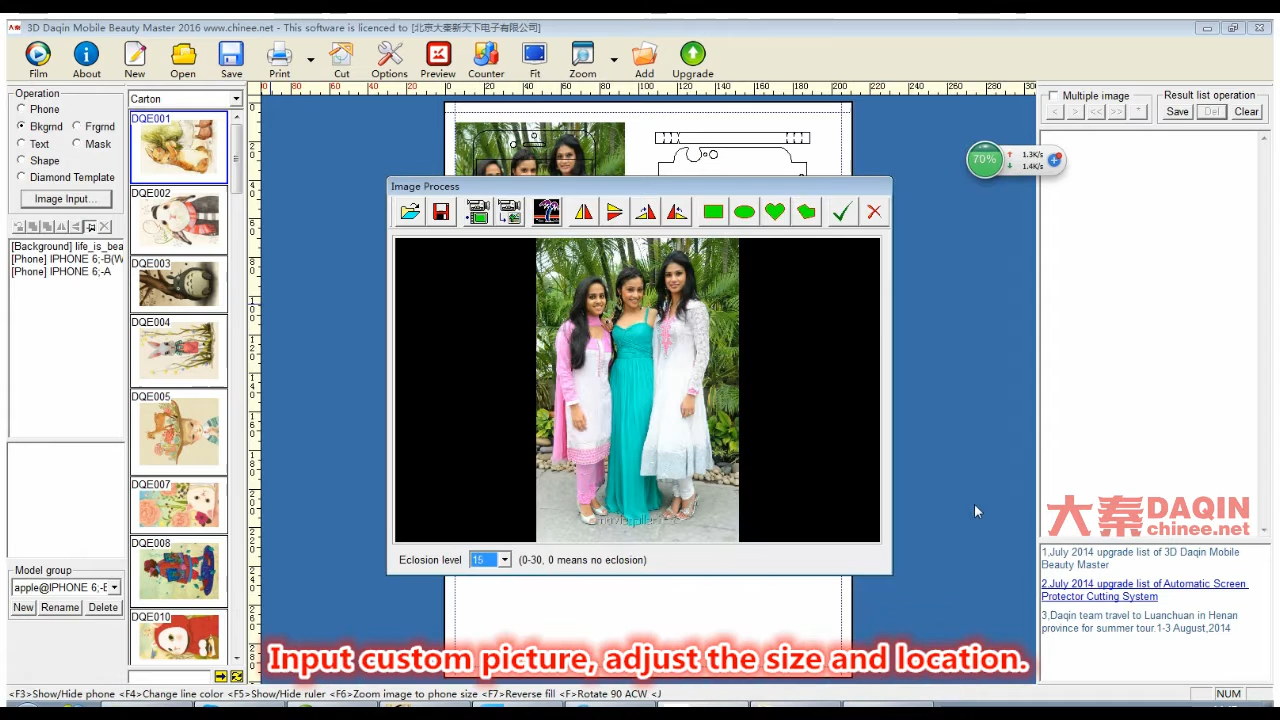 大秦 3D Daqin Mobile Beauty Master 2016 www.chinee.net - This software is licenced to [北京大秦新天下电子有限公司]
Film About New Open Save Print Cut Options Preview Counter Fit Zoom Add Upgrade
Operation
Phone
Bkgrnd Frgrnd
Text Mask
Shape
Diamond Template
Image Input...
[Background] life_is_bea
[Phone] IPHONE 6;-B(W
[Phone] IPHONE 6;-A
Model group
apple@IPHONE 6;-E
New Rename Delete
Carton
DQE001
DQE002
DQE003
DQE004
DQE005
DQE007
DQE008
DQE010
Image Process
Eclosion level 15 (0-30, 0 means no eclosion)
Multiple image
< > << >> *
Result list operation
Save Del Clear
70% 1.3K/s
1.4K/s
大秦 DAQIN
chinee.net
1,July 2014 upgrade list of 3D Daqin Mobile
Beauty Master
2,July 2014 upgrade list of Automatic Screen
Protector Cutting System
3,Daqin team travel to Luanchuan in Henan
province for summer tour.1-3 August,2014
Input custom picture, adjust the size and location.
<F3>Show/Hide phone <F4>Change line color <F5>Show/Hide ruler <F6>Zoom image to phone size <F7>Reverse fill <F>Rotate 90 ACW <J
NUM